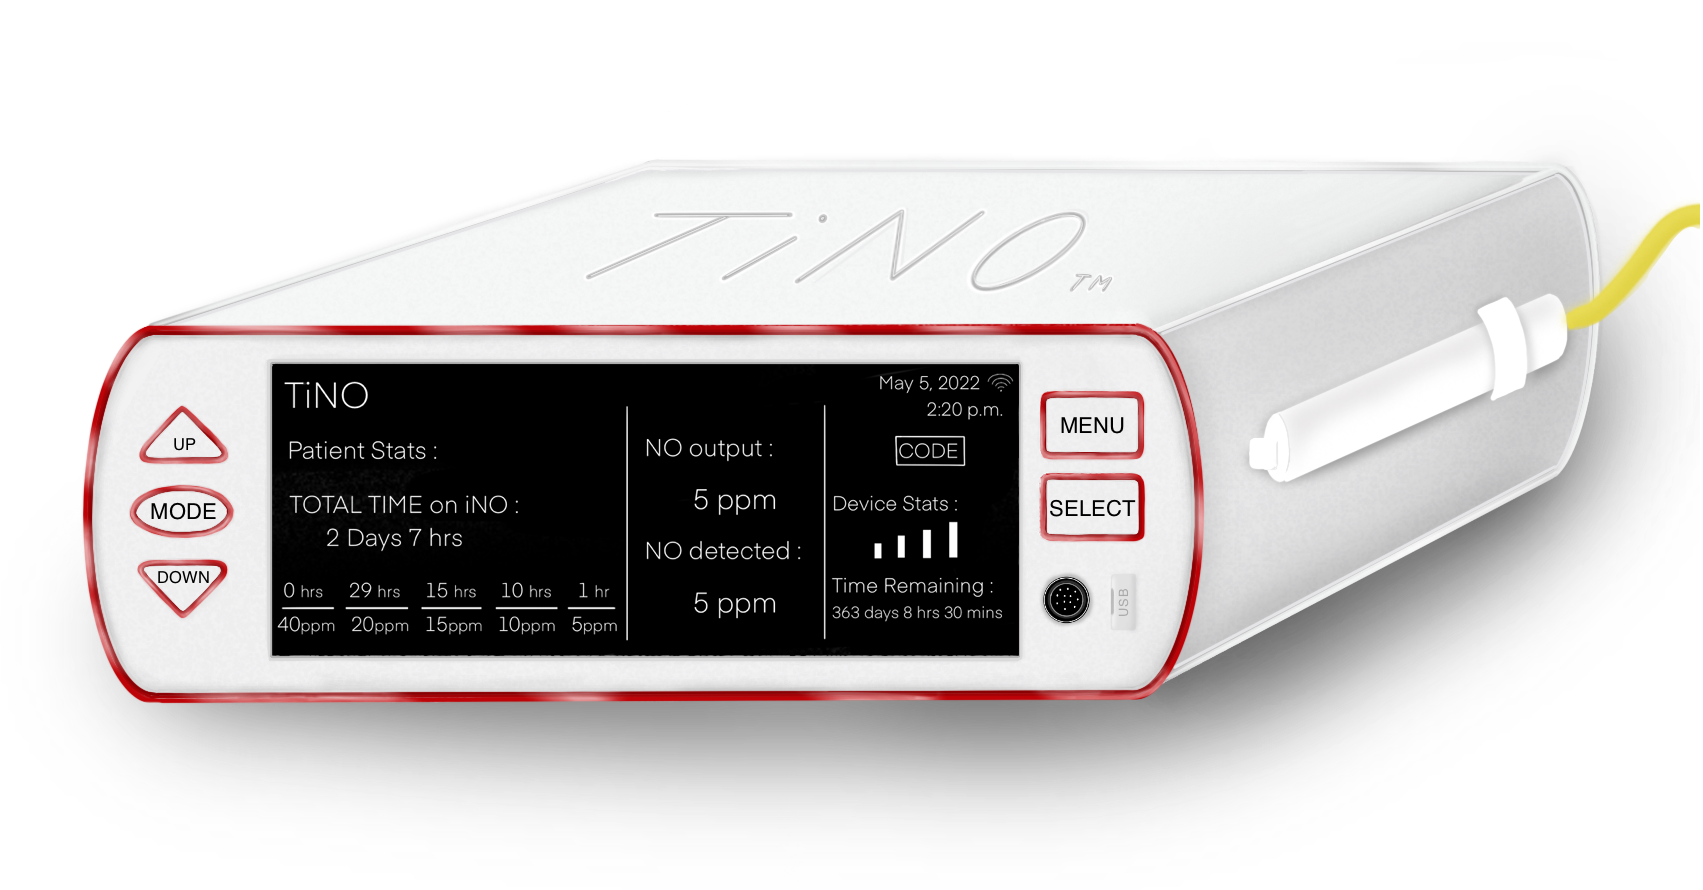 TiNO™
TiNO
Patient Stats :
TOTAL TIME on iNO :
2 Days 7 hrs
0 hrs 29 hrs 15 hrs 10 hrs 1 hr
40ppm 20ppm 15ppm 10ppm 5ppm
NO output :
5 ppm
NO detected :
5 ppm
May 5, 2022
2:20 p.m.
CODE
Device Stats :
Time Remaining :
363 days 8 hrs 30 mins
UP
MODE
DOWN
MENU
SELECT
USB